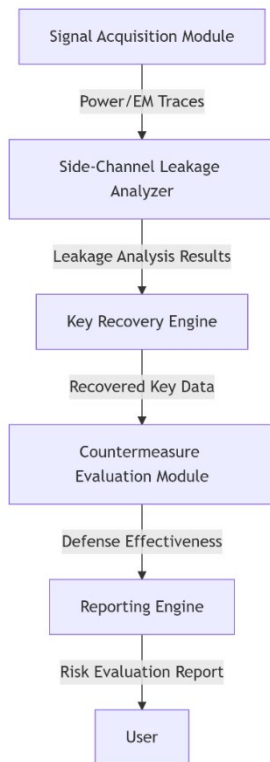 Signal Acquisition Module
Power/EM Traces
Side-Channel Leakage
Analyzer
Leakage Analysis Results
Key Recovery Engine
Recovered Key Data
Countermeasure
Evaluation Module
Defense Effectiveness
Reporting Engine
Risk Evaluation Report
User